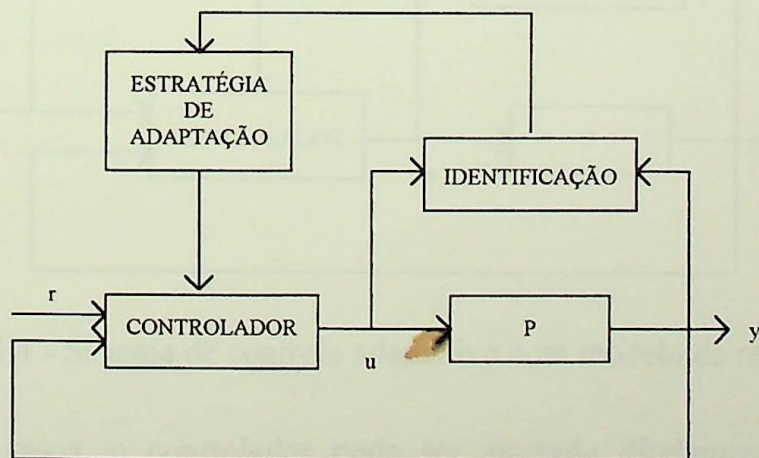 ESTRATÉGIA
DE
ADAPTAÇÃO
IDENTIFICAÇÃO
r
CONTROLADOR
u
P
y